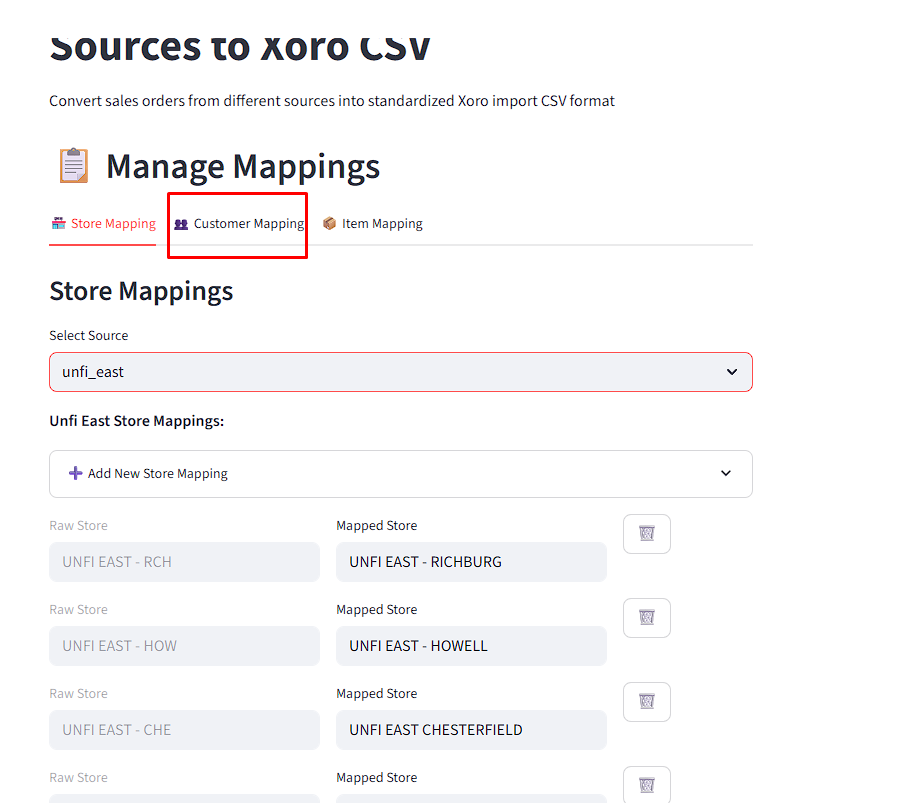 Sources to Xoro CSV
Convert sales orders from different sources into standardized Xoro import CSV format
Manage Mappings
Store Mapping Customer Mapping Item Mapping
Store Mappings
Select Source
unfi_east
Unfi East Store Mappings:
Add New Store Mapping
Raw Store Mapped Store
UNFI EAST - RCH UNFI EAST - RICHBURG
Raw Store Mapped Store
UNFI EAST - HOW UNFI EAST - HOWELL
Raw Store Mapped Store
UNFI EAST - CHE UNFI EAST CHESTERFIELD
Raw Store Mapped Store